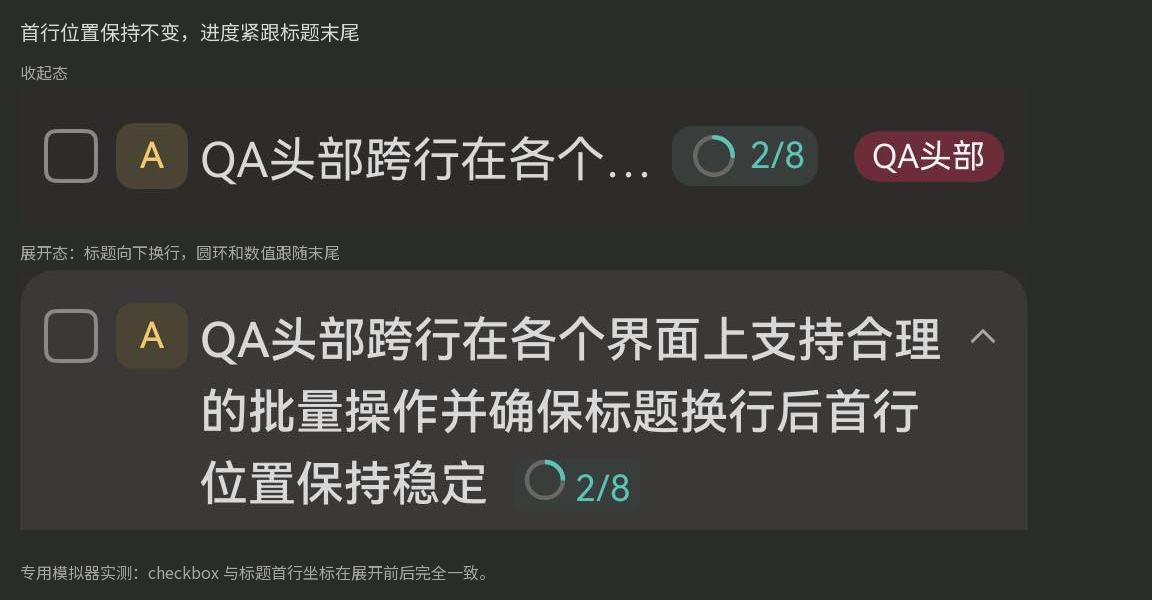 首行位置保持不变，进度紧跟标题末尾
收起态
A QA头部跨行在各个... 2/8 QA头部
展开态：标题向下换行，圆环和数值跟随末尾
A QA头部跨行在各个界面上支持合理
的批量操作并确保标题换行后首行
位置保持稳定 2/8
专用模拟器实测：checkbox 与标题首行坐标在展开前后完全一致。